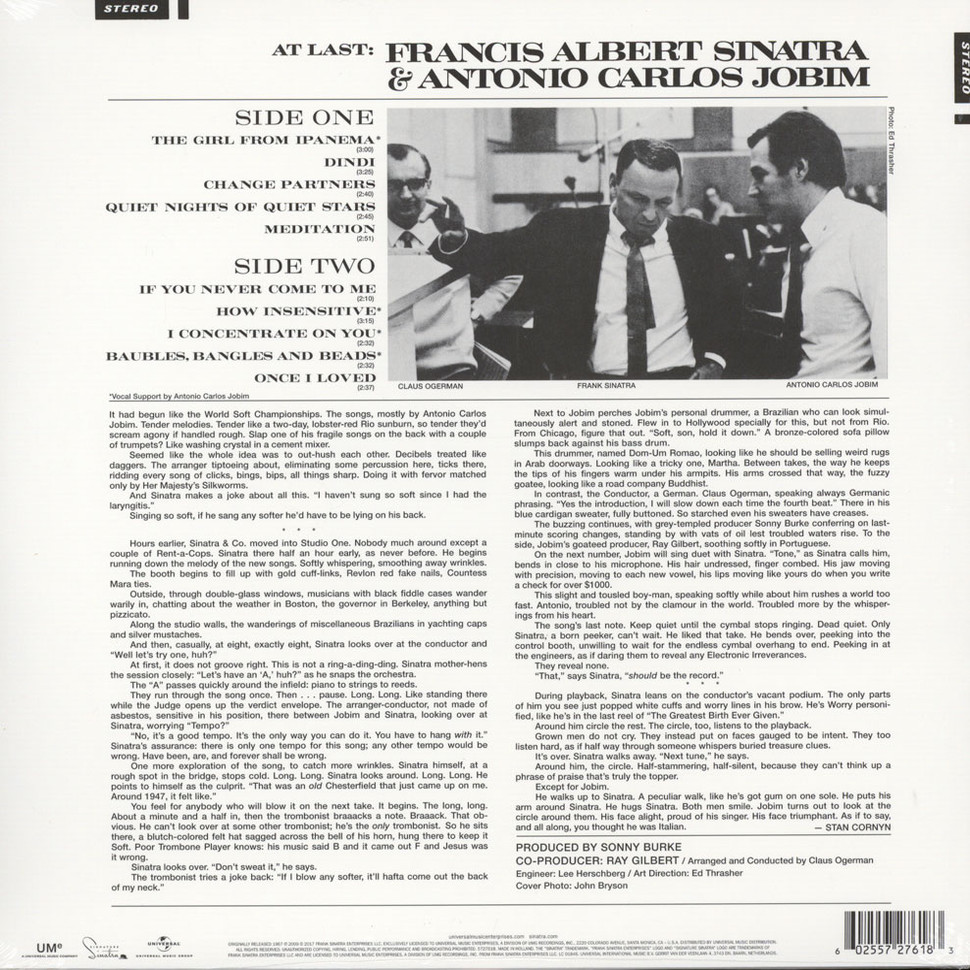 STEREO
STEREO
AT LAST: FRANCIS ALBERT SINATRA
& ANTONIO CARLOS JOBIM
SIDE ONE
THE GIRL FROM IPANEMA*
(3:00)
DINDI
(3:25)
CHANGE PARTNERS
(2:40)
QUIET NIGHTS OF QUIET STARS
(2:45)
MEDITATION
(2:51)
SIDE TWO
IF YOU NEVER COME TO ME
(2:10)
HOW INSENSITIVE*
(3:15)
I CONCENTRATE ON YOU*
(2:32)
BAUBLES, BANGLES AND BEADS*
(2:32)
ONCE I LOVED
(2:37)
*Vocal Support by Antonio Carlos Jobim
Photo: Ed Thrasher
CLAUS OGERMAN
FRANK SINATRA
ANTONIO CARLOS JOBIM
It had begun like the World Soft Championships. The songs, mostly by Antonio Carlos
Jobim. Tender melodies. Tender like a two-day, lobster-red Rio sunburn, so tender they'd
scream agony if handled rough. Slap one of his fragile songs on the back with a couple
of trumpets? Like washing crystal in a cement mixer.
Seemed like the whole idea was to out-hush each other. Decibels treated like
daggers. The arranger tiptoeing about, eliminating some percussion here, ticks there,
ridding every song of clicks, bings, bips, all things sharp. Doing it with fervor matched
only by Her Majesty's Silkworms.
And Sinatra makes a joke about all this. "I haven't sung so soft since I had the
laryngitis."
Singing so soft, if he sang any softer he'd have to be lying on his back.
* * *
Hours earlier, Sinatra & Co. moved into Studio One. Nobody much around except a
couple of Rent-a-Cops. Sinatra there half an hour early, as never before. He begins
running down the melody of the new songs. Softly whispering, smoothing away wrinkles.
The booth begins to fill up with gold cuff-links, Revlon red fake nails, Countess
Mara ties.
Outside, through double-glass windows, musicians with black fiddle cases wander
warily in, chatting about the weather in Boston, the governor in Berkeley, anything but
pizzicato.
Along the studio walls, the wanderings of miscellaneous Brazilians in yachting caps
and silver mustaches.
And then, casually, at eight, exactly eight, Sinatra looks over at the conductor and
"Well let's try one, huh?"
At first, it does not groove right. This is not a ring-a-ding-ding. Sinatra mother-hens
the session closely: "Let's have an 'A,' huh?" as he snaps the orchestra.
The "A" passes quickly around the infield: piano to strings to reeds.
They run through the song once. Then . . . pause. Long. Long. Like standing there
while the Judge opens up the verdict envelope. The arranger-conductor, not made of
asbestos, sensitive in his position, there between Jobim and Sinatra, looking over at
Sinatra, worrying "Tempo?"
"No, it's a good tempo. It's the only way you can do it. You have to hang with it."
Sinatra's assurance: there is only one tempo for this song; any other tempo would be
wrong. Have been, are, and forever shall be wrong.
One more exploration of the song, to catch more wrinkles. Sinatra himself, at a
rough spot in the bridge, stops cold. Long. Long. Sinatra looks around. Long. Long. He
points to himself as the culprit. "That was an old Chesterfield that just came up on me.
Around 1947, it felt like."
You feel for anybody who will blow it on the next take. It begins. The long, long.
About a minute and a half in, then the trombonist braaacks a note. Braaack. That ob-
vious. He can't look over at some other trombonist; he's the only trombonist. So he sits
there, a blutch-colored felt hat sagged across the bell of his horn, hung there to keep it
Soft. Poor Trombone Player knows: his music said B and it came out F and Jesus was
it wrong.
Sinatra looks over. "Don't sweat it," he says.
The trombonist tries a joke back: "If I blow any softer, it'll hafta come out the back
of my neck."
Next to Jobim perches Jobim's personal drummer, a Brazilian who can look simul-
taneously alert and stoned. Flew in to Hollywood specially for this, but not from Rio.
From Chicago, figure that out. "Soft, son, hold it down." A bronze-colored sofa pillow
slumps back against his bass drum.
This drummer, named Dom-Um Romao, looking like he should be selling weird rugs
in Arab doorways. Looking like a tricky one, Martha. Between takes, the way he keeps
the tips of his fingers warm under his armpits. His arms crossed that way, the fuzzy
goatee, looking like a road company Buddhist.
In contrast, the Conductor, a German. Claus Ogerman, speaking always Germanic
phrasing. "Yes the introduction, I will slow down each time the fourth beat." There in his
blue cardigan sweater, fully buttoned. So starched even his sweaters have creases.
The buzzing continues, with grey-templed producer Sonny Burke conferring on last-
minute scoring changes, standing by with vats of oil lest troubled waters rise. To the
side, Jobim's goateed producer, Ray Gilbert, soothing softly in Portuguese.
On the next number, Jobim will sing duet with Sinatra. "Tone," as Sinatra calls him,
bends in close to his microphone. His hair undressed, finger combed. His jaw moving
with precision, moving to each new vowel, his lips moving like yours do when you write
a check for over $1000.
This slight and tousled boy-man, speaking softly while about him rushes a world too
fast. Antonio, troubled not by the clamour in the world. Troubled more by the whisper-
ings from his heart.
The song's last note. Keep quiet until the cymbal stops ringing. Dead quiet. Only
Sinatra, a born peeker, can't wait. He liked that take. He bends over, peeking into the
control booth, unwilling to wait for the endless cymbal overhang to end. Peeking in at
the engineers, as if daring them to reveal any Electronic Irreverances.
They reveal none.
"That," says Sinatra, "should be the record."
* * *
During playback, Sinatra leans on the conductor's vacant podium. The only parts
of him you see just popped white cuffs and worry lines in his brow. He's Worry personi-
fied, like he's in the last reel of "The Greatest Birth Ever Given."
Around him circle the rest. The circle, too, listens to the playback.
Grown men do not cry. They instead put on faces gauged to be intent. They too
listen hard, as if half way through someone whispers buried treasure clues.
It's over. Sinatra walks away. "Next tune," he says.
Around him, the circle. Half-stammering, half-silent, because they can't think up a
phrase of praise that's truly the topper.
Except for Jobim.
He walks up to Sinatra. A peculiar walk, like he's got gum on one sole. He puts his
arm around Sinatra. He hugs Sinatra. Both men smile. Jobim turns out to look at the
circle around them. His face alight, proud of his singer. His face triumphant. As if to say,
and all along, you thought he was Italian.
— STAN CORNYN
PRODUCED BY SONNY BURKE
CO-PRODUCER: RAY GILBERT / Arranged and Conducted by Claus Ogerman
Engineer: Lee Herschberg / Art Direction: Ed Thrasher
Cover Photo: John Bryson
UMe
A UNIVERSAL MUSIC COMPANY
SIGNATURE
Sinatra
UNIVERSAL
UNIVERSAL MUSIC GROUP
universalmusicenterprises.com sinatra.com
6 02557 27618 3